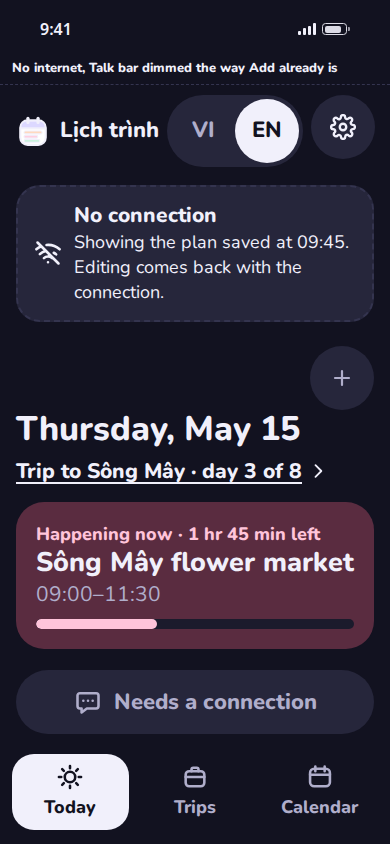 9:41
No internet, Talk bar dimmed the way Add already is
Lịch trình
VI
EN
No connection
Showing the plan saved at 09:45.
Editing comes back with the
connection.
Thursday, May 15
Trip to Sông Mây · day 3 of 8
Happening now · 1 hr 45 min left
Sông Mây flower market
09:00–11:30
Needs a connection
Today
Trips
Calendar